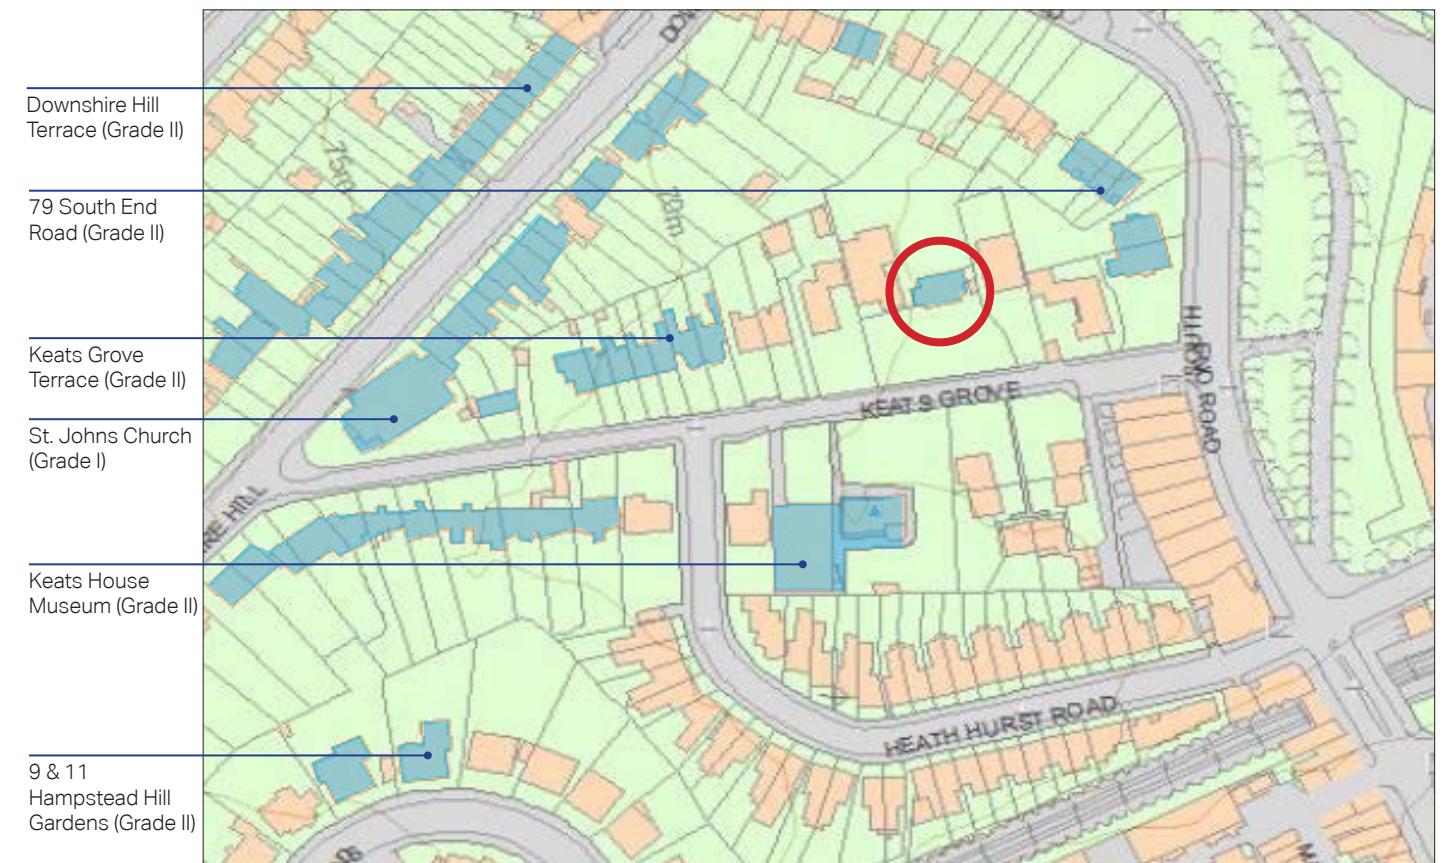 Downshire Hill
Terrace (Grade II)
79 South End
Road (Grade II)
Keats Grove
Terrace (Grade II)
St. Johns Church
(Grade I)
Keats House
Museum (Grade II)
9 & 11
Hampstead Hill
Gardens (Grade II)
75m
KEATS GROVE
ROAD
HILL
HEATH HURST ROAD